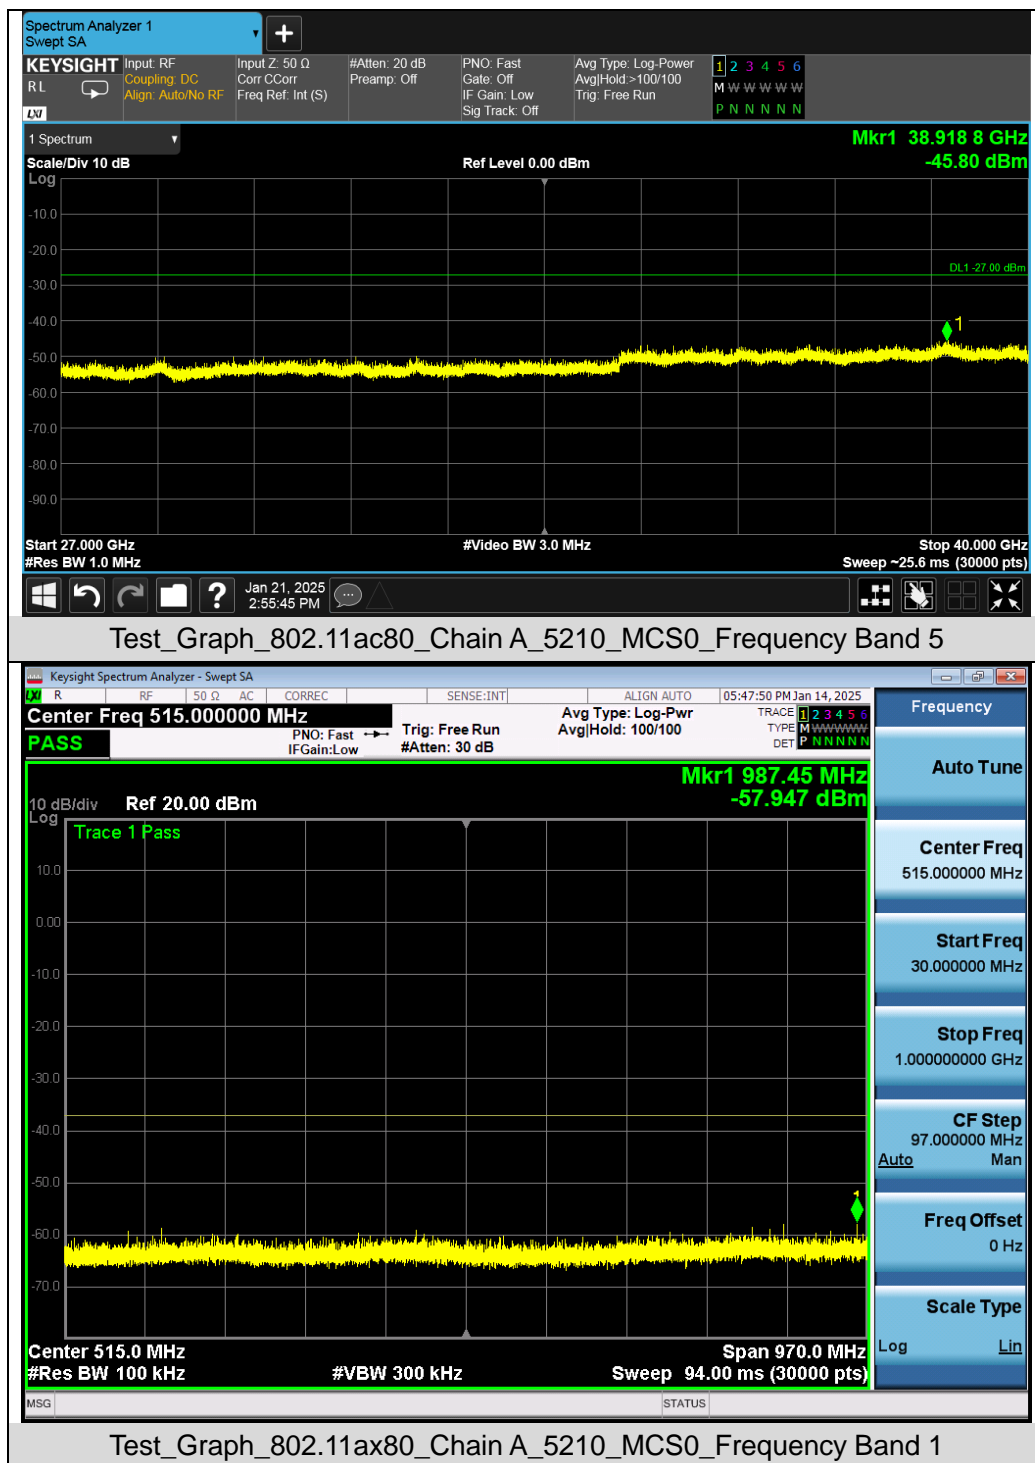 Spectrum Analyzer 1
Swept SA
KEYSIGHT
RL
LXI
Input: RF
Coupling: DC
Align: Auto/No RF
Input Z: 50 Ω
Corr CCorr
Freq Ref: Int (S)
#Atten: 20 dB
Preamp: Off
PNO: Fast
Gate: Off
IF Gain: Low
Sig Track: Off
Avg Type: Log-Power
Avg|Hold:>100/100
Trig: Free Run
1 2 3 4 5 6
M W W W W W
P N N N N N
1 Spectrum
Mkr1 38.918 8 GHz
Scale/Div 10 dB
Ref Level 0.00 dBm
-45.80 dBm
Log
-10.0
-20.0
DL1 -27.00 dBm
-30.0
-40.0
1
-50.0
-60.0
-70.0
-80.0
-90.0
Start 27.000 GHz
#Video BW 3.0 MHz
Stop 40.000 GHz
#Res BW 1.0 MHz
Sweep ~25.6 ms (30000 pts)
?
Jan 21, 2025
2:55:45 PM
Test_Graph_802.11ac80_Chain A_5210_MCS0_Frequency Band 5
Keysight Spectrum Analyzer - Swept SA
LXI
R
RF
50 Ω
AC
CORREC
SENSE:INT
ALIGN AUTO
05:47:50 PM Jan 14, 2025
Center Freq 515.000000 MHz
PASS
PNO: Fast
IFGain:Low
Trig: Free Run
#Atten: 30 dB
Avg Type: Log-Pwr
Avg|Hold: 100/100
TRACE 1 2 3 4 5 6
TYPE M W W W W W
DET P N N N N N
Mkr1 987.45 MHz
-57.947 dBm
10 dB/div
Ref 20.00 dBm
Log
Trace 1 Pass
10.0
0.00
-10.0
-20.0
-30.0
-40.0
-50.0
1
-60.0
-70.0
Center 515.0 MHz
Span 970.0 MHz
#Res BW 100 kHz
#VBW 300 kHz
Sweep 94.00 ms (30000 pts)
MSG
STATUS
Frequency
Auto Tune
Center Freq
515.000000 MHz
Start Freq
30.000000 MHz
Stop Freq
1.000000000 GHz
CF Step
97.000000 MHz
Auto Man
Freq Offset
0 Hz
Scale Type
Log Lin
Test_Graph_802.11ax80_Chain A_5210_MCS0_Frequency Band 1